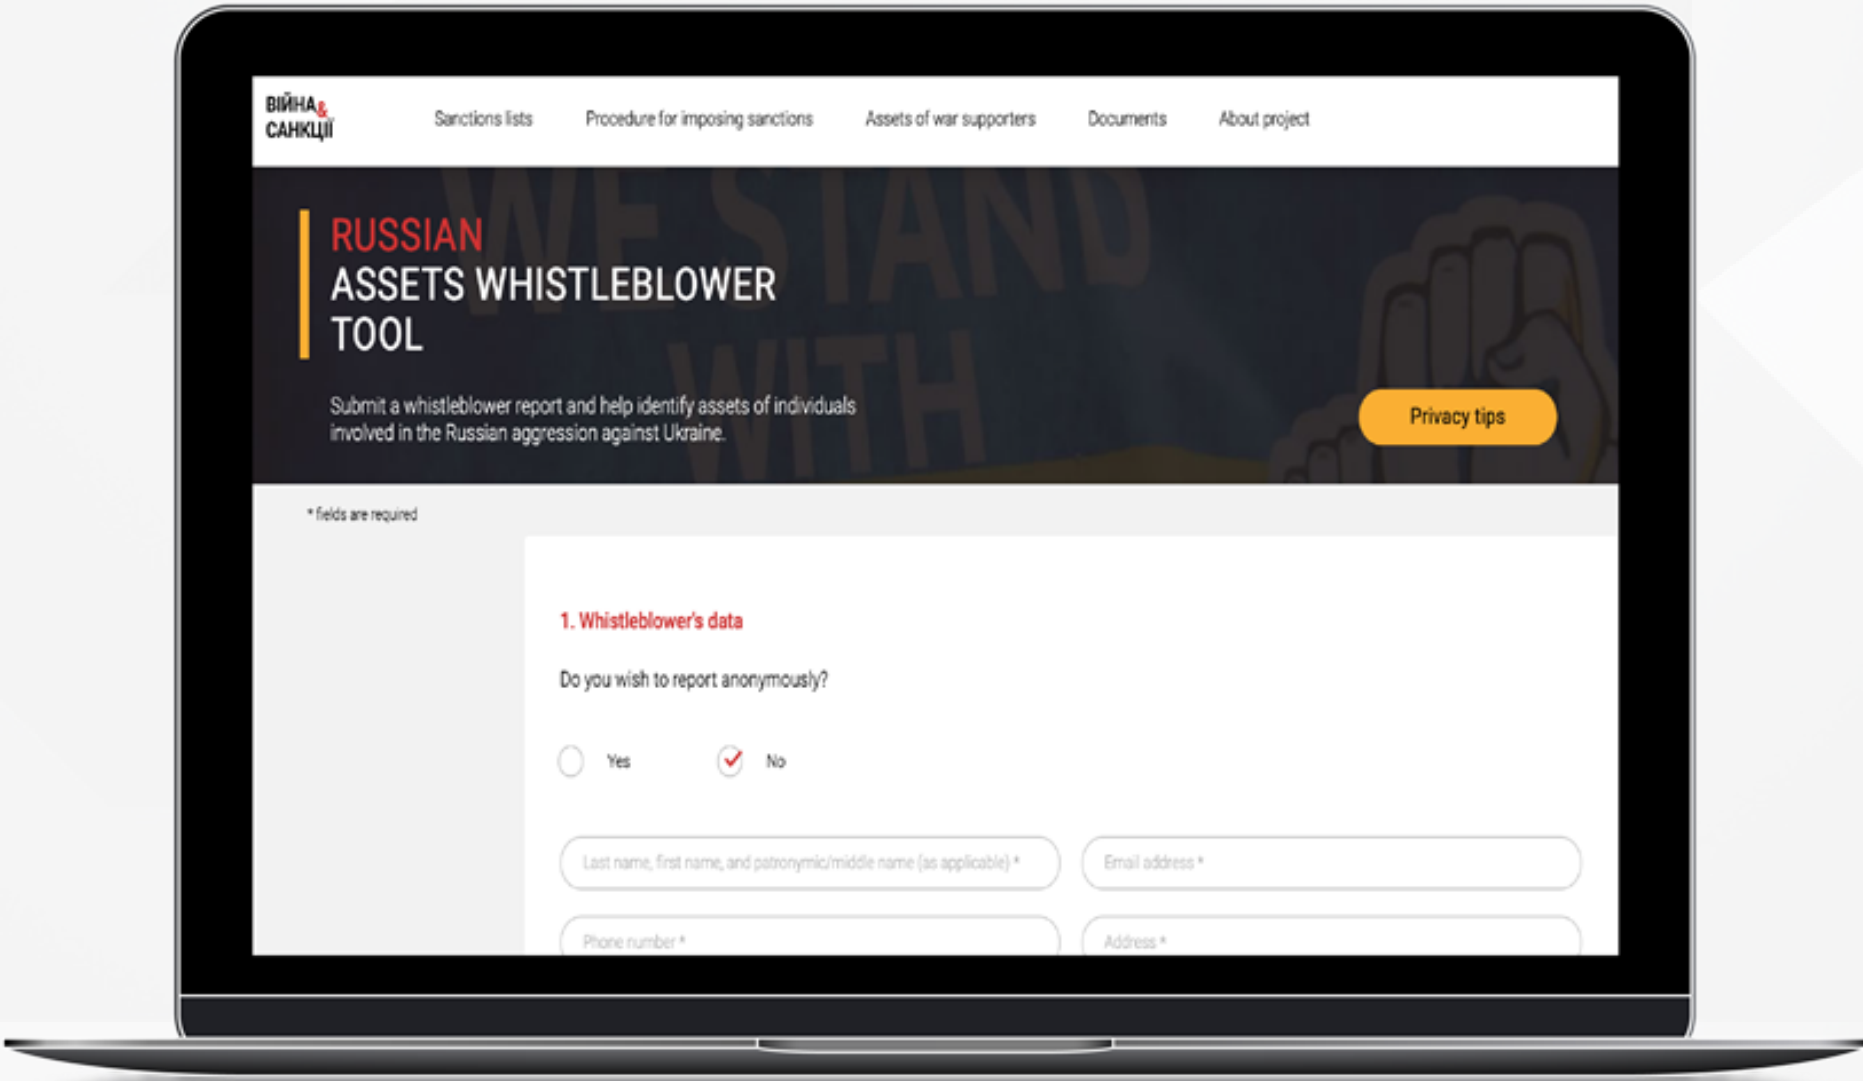 ВІЙНА&
САНКЦІЇ
Sanctions lists
Procedure for imposing sanctions
Assets of war supporters
Documents
About project
WE STAND
WITH
RUSSIAN
ASSETS WHISTLEBLOWER
TOOL
Submit a whistleblower report and help identify assets of individuals
involved in the Russian aggression against Ukraine.
Privacy tips
* fields are required
1. Whistleblower's data
Do you wish to report anonymously?
Yes
No
Last name, first name, and patronymic/middle name (as applicable) *
Email address *
Phone number *
Address *